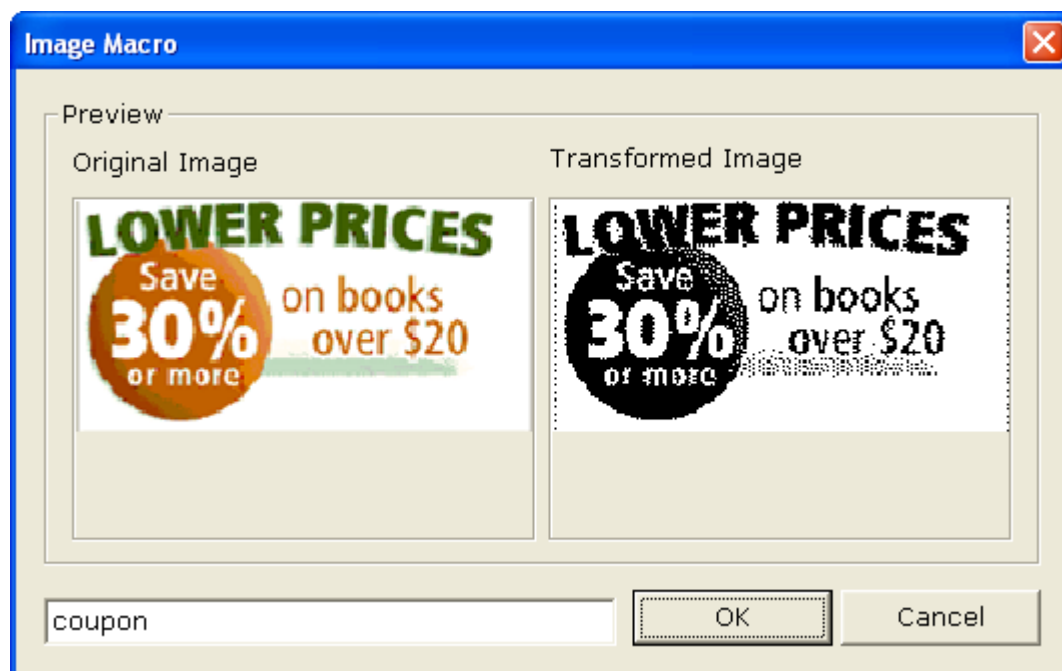 Image Macro
Preview
Original Image
Transformed Image
LOWER PRICES
Save
30%
or more
on books
over $20
LOWER PRICES
Save
30%
or more
on books
over $20
coupon
OK
Cancel